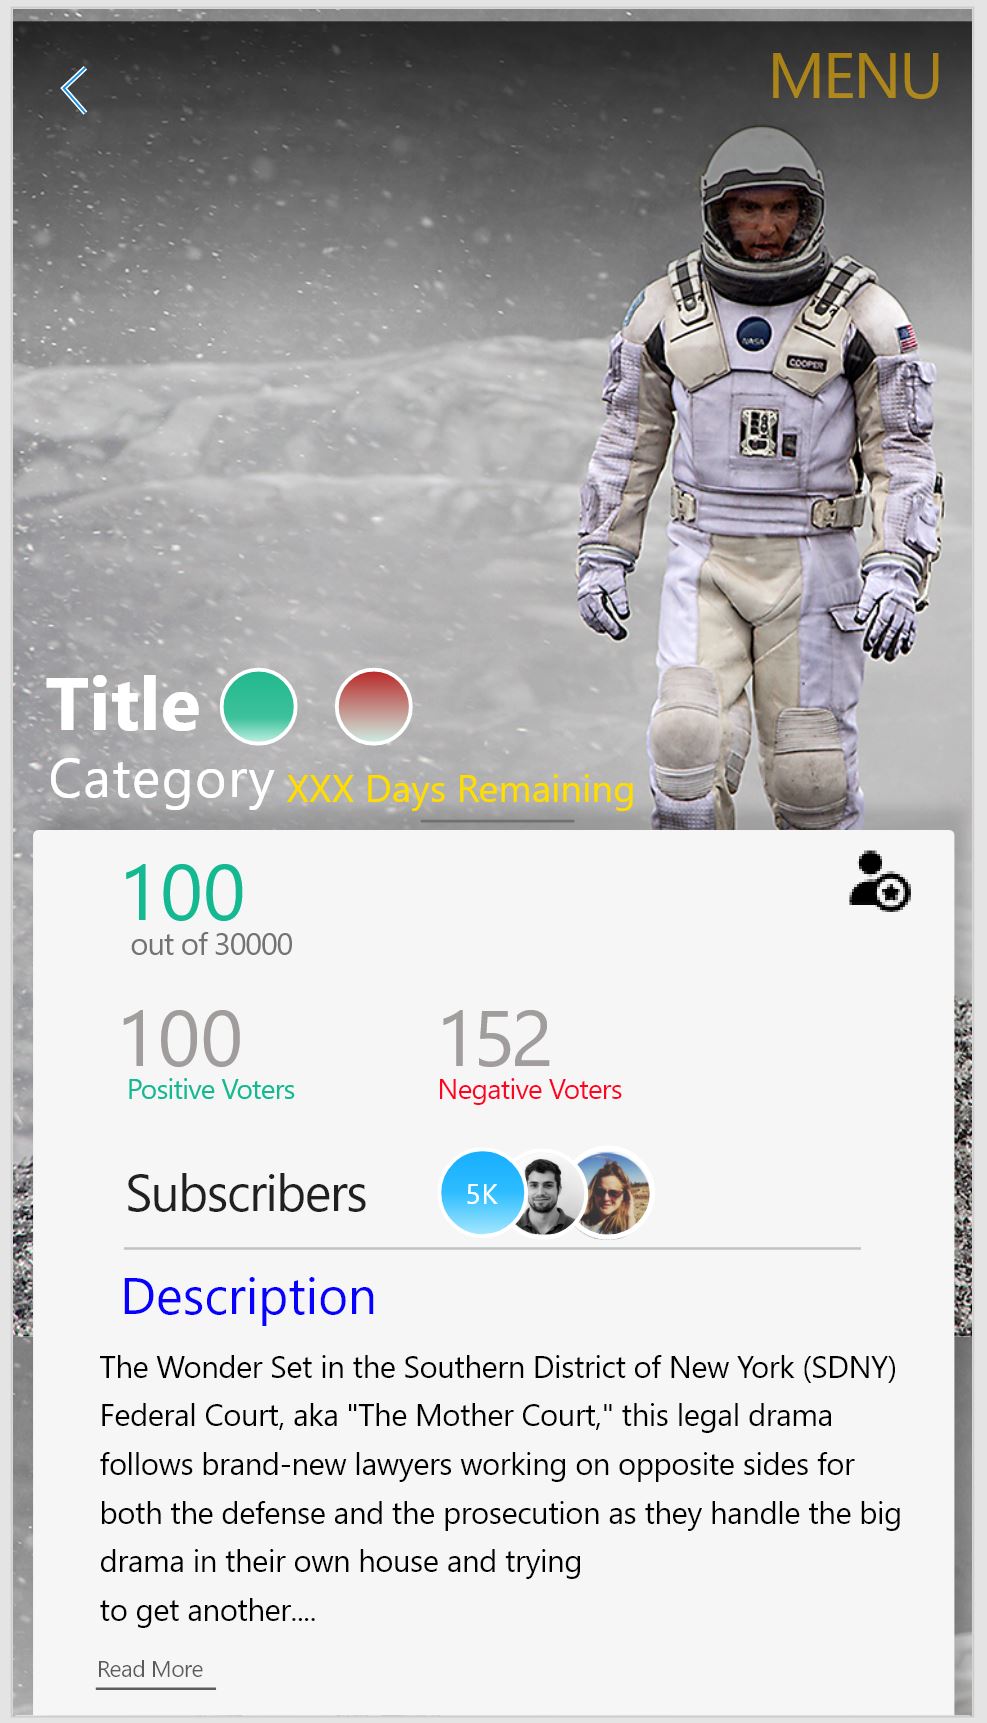 MENU
NASA
COOPER
Title
Category XXX Days Remaining
100
out of 30000
100 152
Positive Voters Negative Voters
Subscribers 5K
Description
The Wonder Set in the Southern District of New York (SDNY)
Federal Court, aka "The Mother Court," this legal drama
follows brand-new lawyers working on opposite sides for
both the defense and the prosecution as they handle the big
drama in their own house and trying
to get another....
Read More